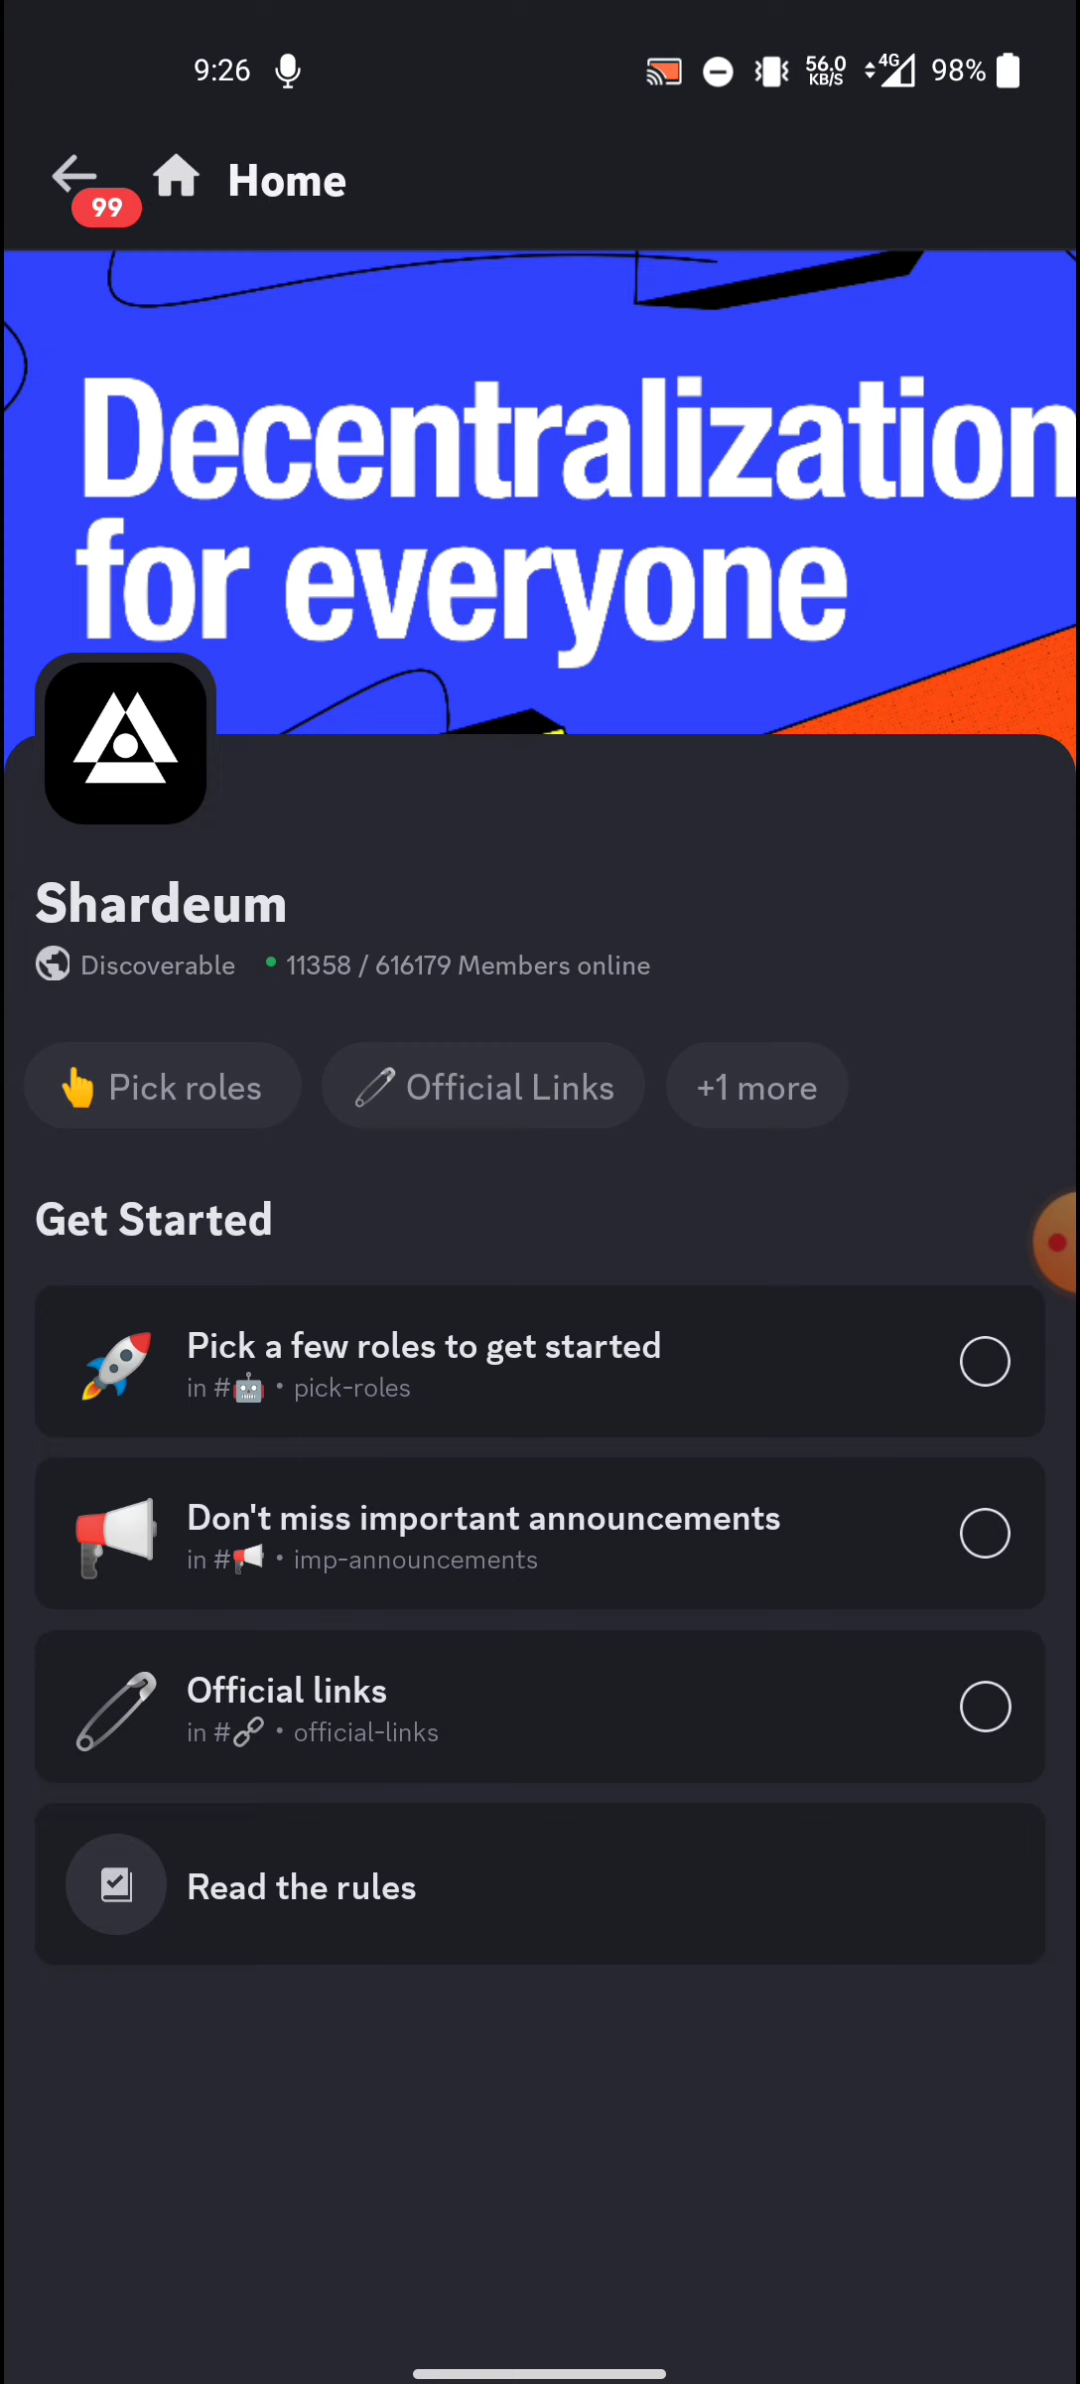 9:26
56.0
KB/S
4G
98%
99
Home
Decentralization
for everyone
Shardeum
Discoverable • 11358 / 616179 Members online
Pick roles
Official Links
+1 more
Get Started
Pick a few roles to get started
in #🤖 • pick-roles
Don't miss important announcements
in #📢 • imp-announcements
Official links
in #🔗 • official-links
Read the rules